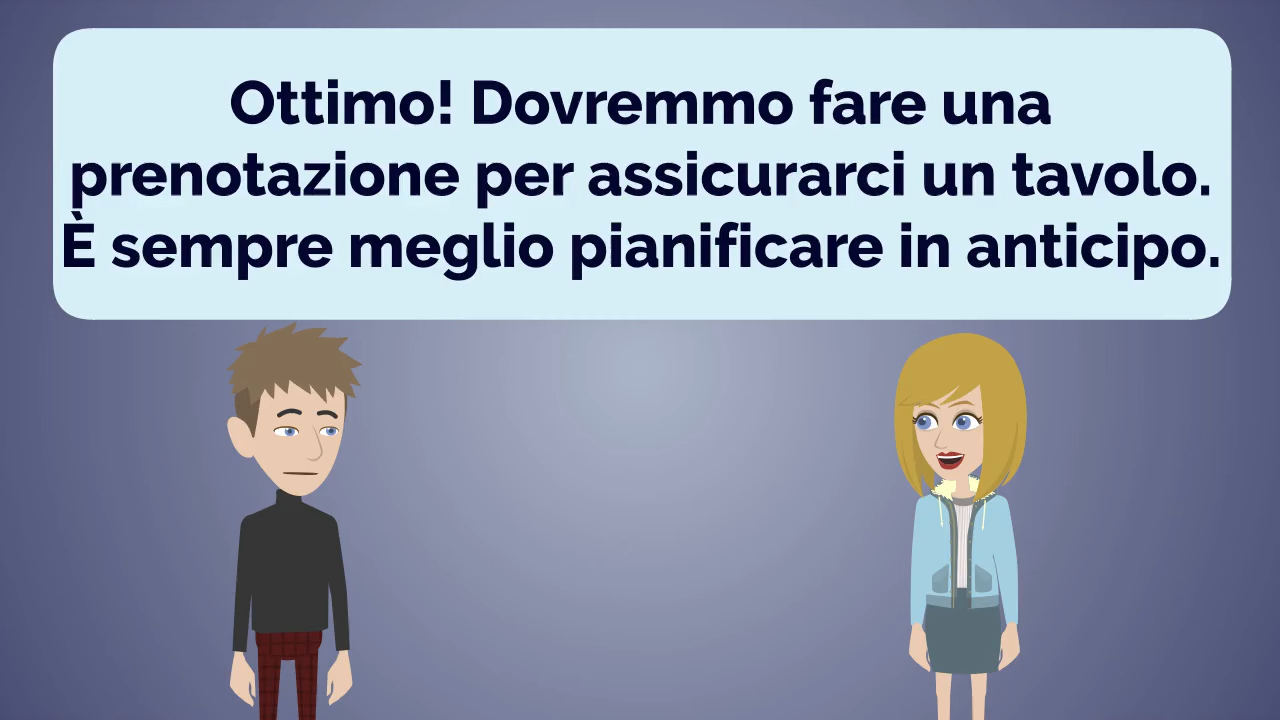 Ottimo! Dovremmo fare una
prenotazione per assicurarci un tavolo.
È sempre meglio pianificare in anticipo.